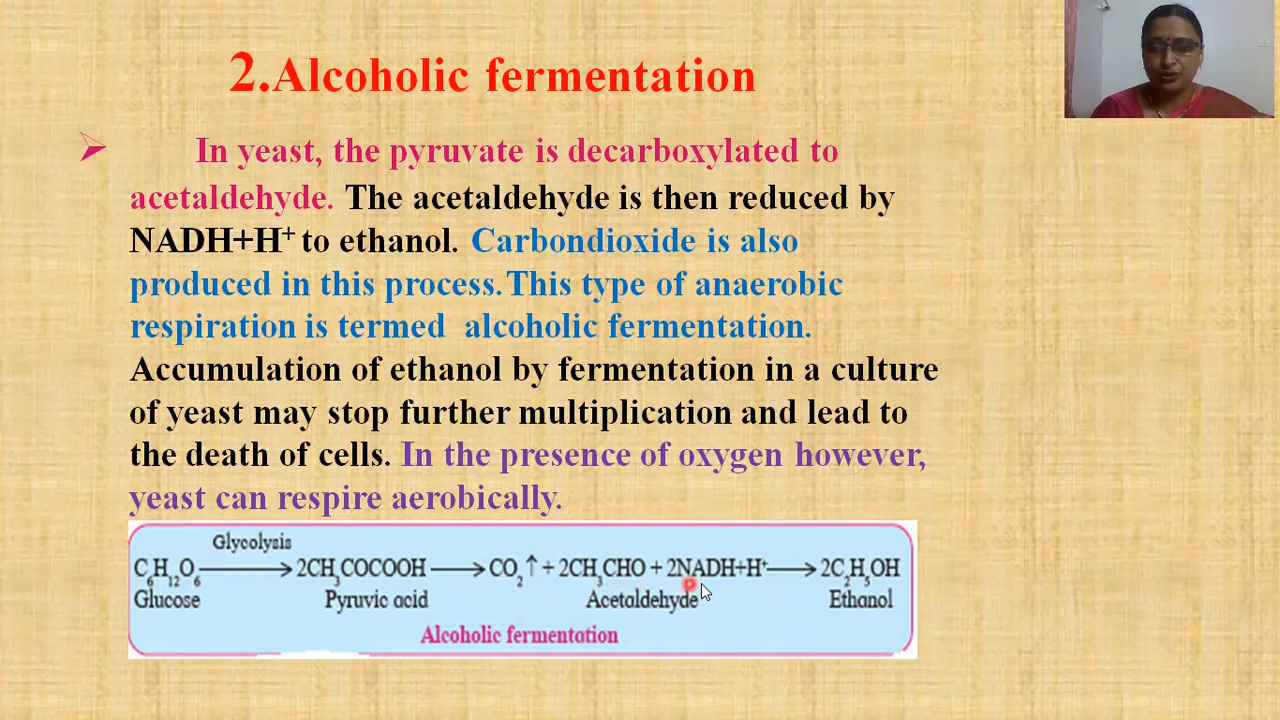 2.Alcoholic fermentation
In yeast, the pyruvate is decarboxylated to
acetaldehyde. The acetaldehyde is then reduced by
NADH+H⁺ to ethanol. Carbondioxide is also
produced in this process.This type of anaerobic
respiration is termed alcoholic fermentation.
Accumulation of ethanol by fermentation in a culture
of yeast may stop further multiplication and lead to
the death of cells. In the presence of oxygen however,
yeast can respire aerobically.
Glycolysis
C₆H₁₂O₆ → 2CH₃COCOOH → CO₂↑ + 2CH₃CHO + 2NADH+H⁺ → 2C₂H₅OH
Glucose Pyruvic acid Acetaldehyde Ethanol
Alcoholic fermentation